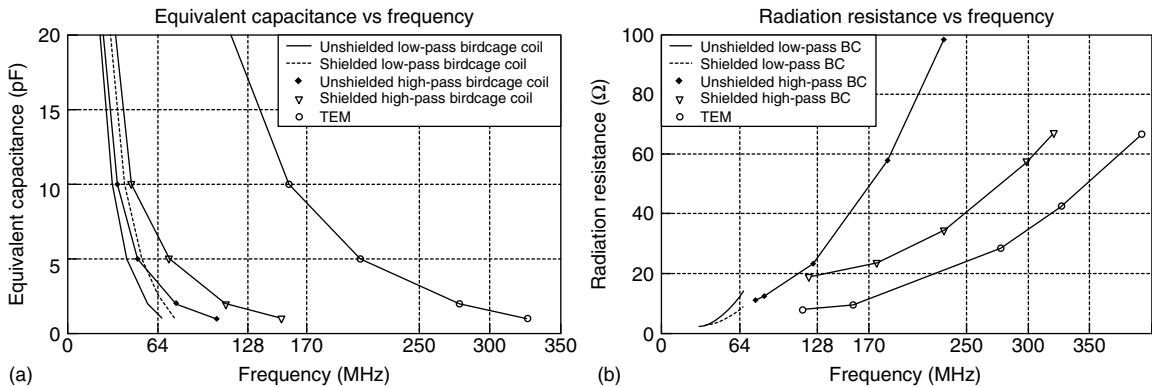 Equivalent capacitance vs frequency
Equivalent capacitance (pF)
20
15
10
5
0
Unshielded low-pass birdcage coil
Shielded low-pass birdcage coil
Unshielded high-pass birdcage coil
Shielded high-pass birdcage coil
TEM
0 64 128 170 250 300 350
Frequency (MHz)
(a)
Radiation resistance vs frequency
Radiation resistance (Ω)
100
80
60
40
20
0
Unshielded low-pass BC
Shielded low-pass BC
Unshielded high-pass BC
Shielded high-pass BC
TEM
0 64 128 170 250 300 350
Frequency (MHz)
(b)